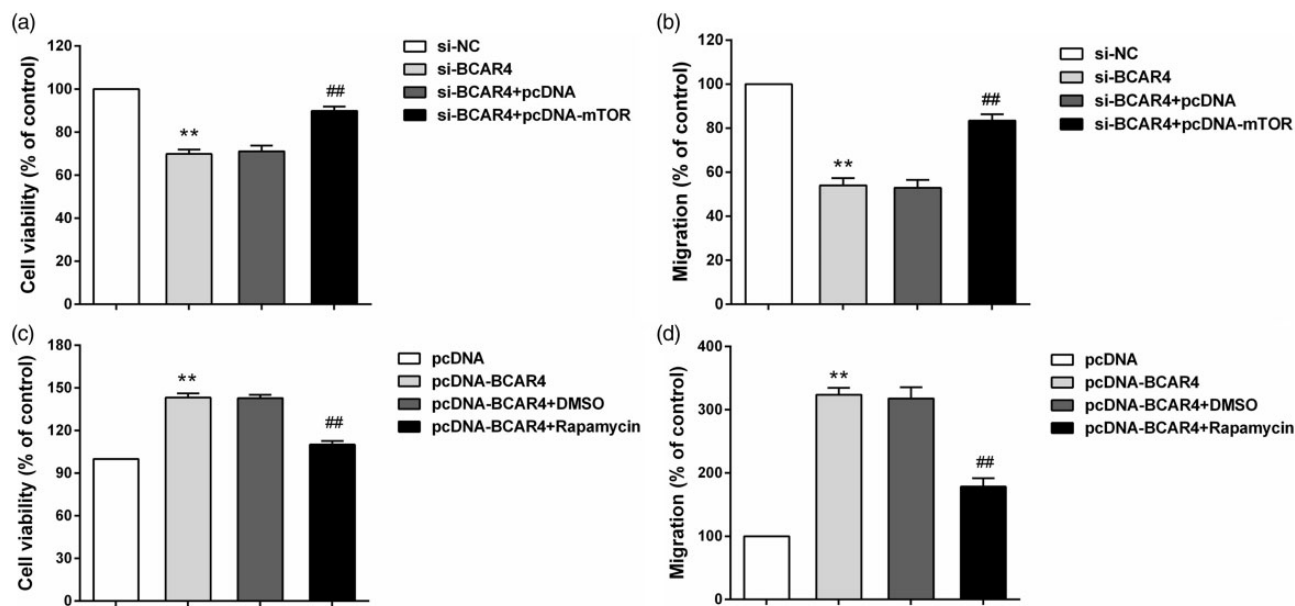 (a)
Cell viability (% of control)
120
100
80
60
40
20
0
**
##
si-NC
si-BCAR4
si-BCAR4+pcDNA
si-BCAR4+pcDNA-mTOR
(b)
Migration (% of control)
120
100
80
60
40
20
0
**
##
si-NC
si-BCAR4
si-BCAR4+pcDNA
si-BCAR4+pcDNA-mTOR
(c)
Cell viability (% of control)
180
150
120
90
60
30
0
**
##
pcDNA
pcDNA-BCAR4
pcDNA-BCAR4+DMSO
pcDNA-BCAR4+Rapamycin
(d)
Migration (% of control)
400
300
200
100
0
**
##
pcDNA
pcDNA-BCAR4
pcDNA-BCAR4+DMSO
pcDNA-BCAR4+Rapamycin